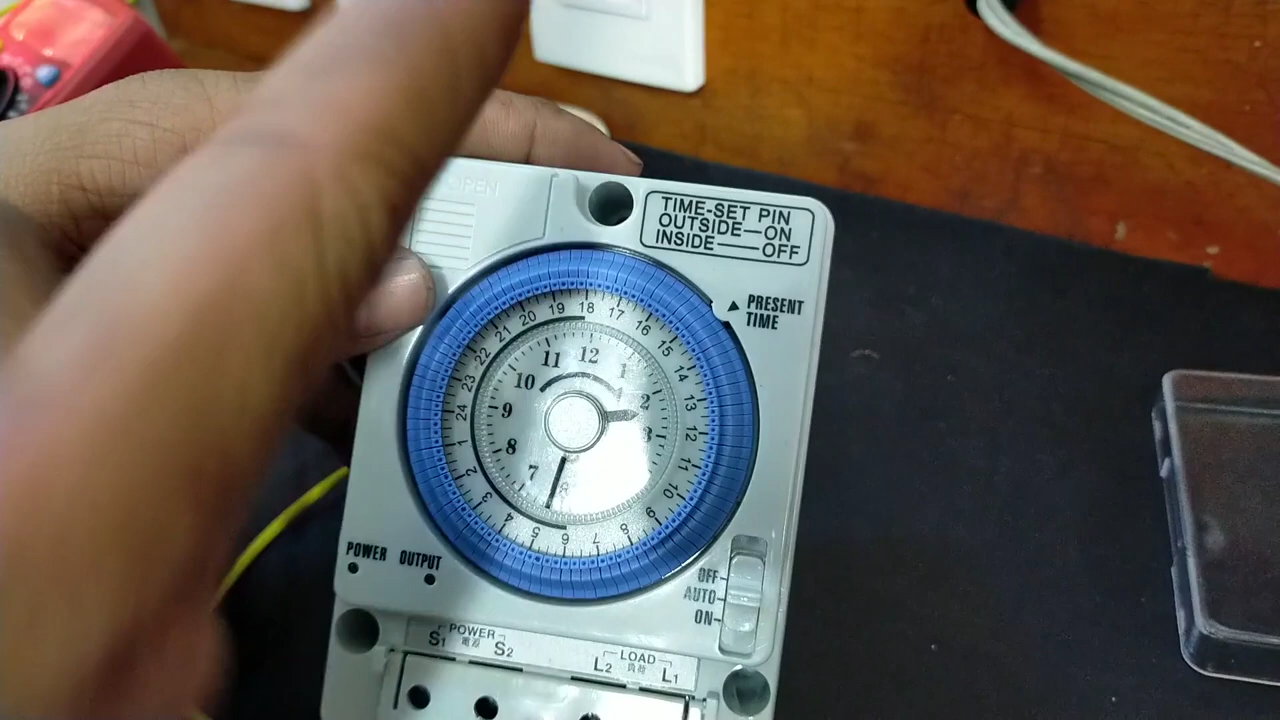 OPEN
TIME-SET PIN
OUTSIDE—ON
INSIDE——OFF
▲ PRESENT
TIME
18 17 16 15 14 13 12 11 10 9 8 7 6 5 4 3 2 1 24 23 22 21 20 19
12 1 2 3 7 8 9 10 11
POWER OUTPUT
OFF
AUTO
ON
S1 POWER S2
電源
L2 LOAD L1
負荷